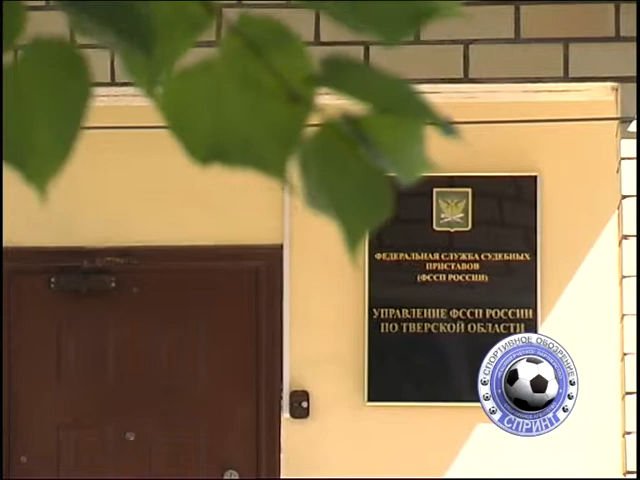 ФЕДЕРАЛЬНАЯ СЛУЖБА СУДЕБНЫХ
ПРИСТАВОВ
(ФССП РОССИИ)
УПРАВЛЕНИЕ ФССП РОССИИ
ПО ТВЕРСКОЙ ОБЛАСТИ
СПОРТИВНОЕ ОБОЗРЕНИЕ
СПРИНТ